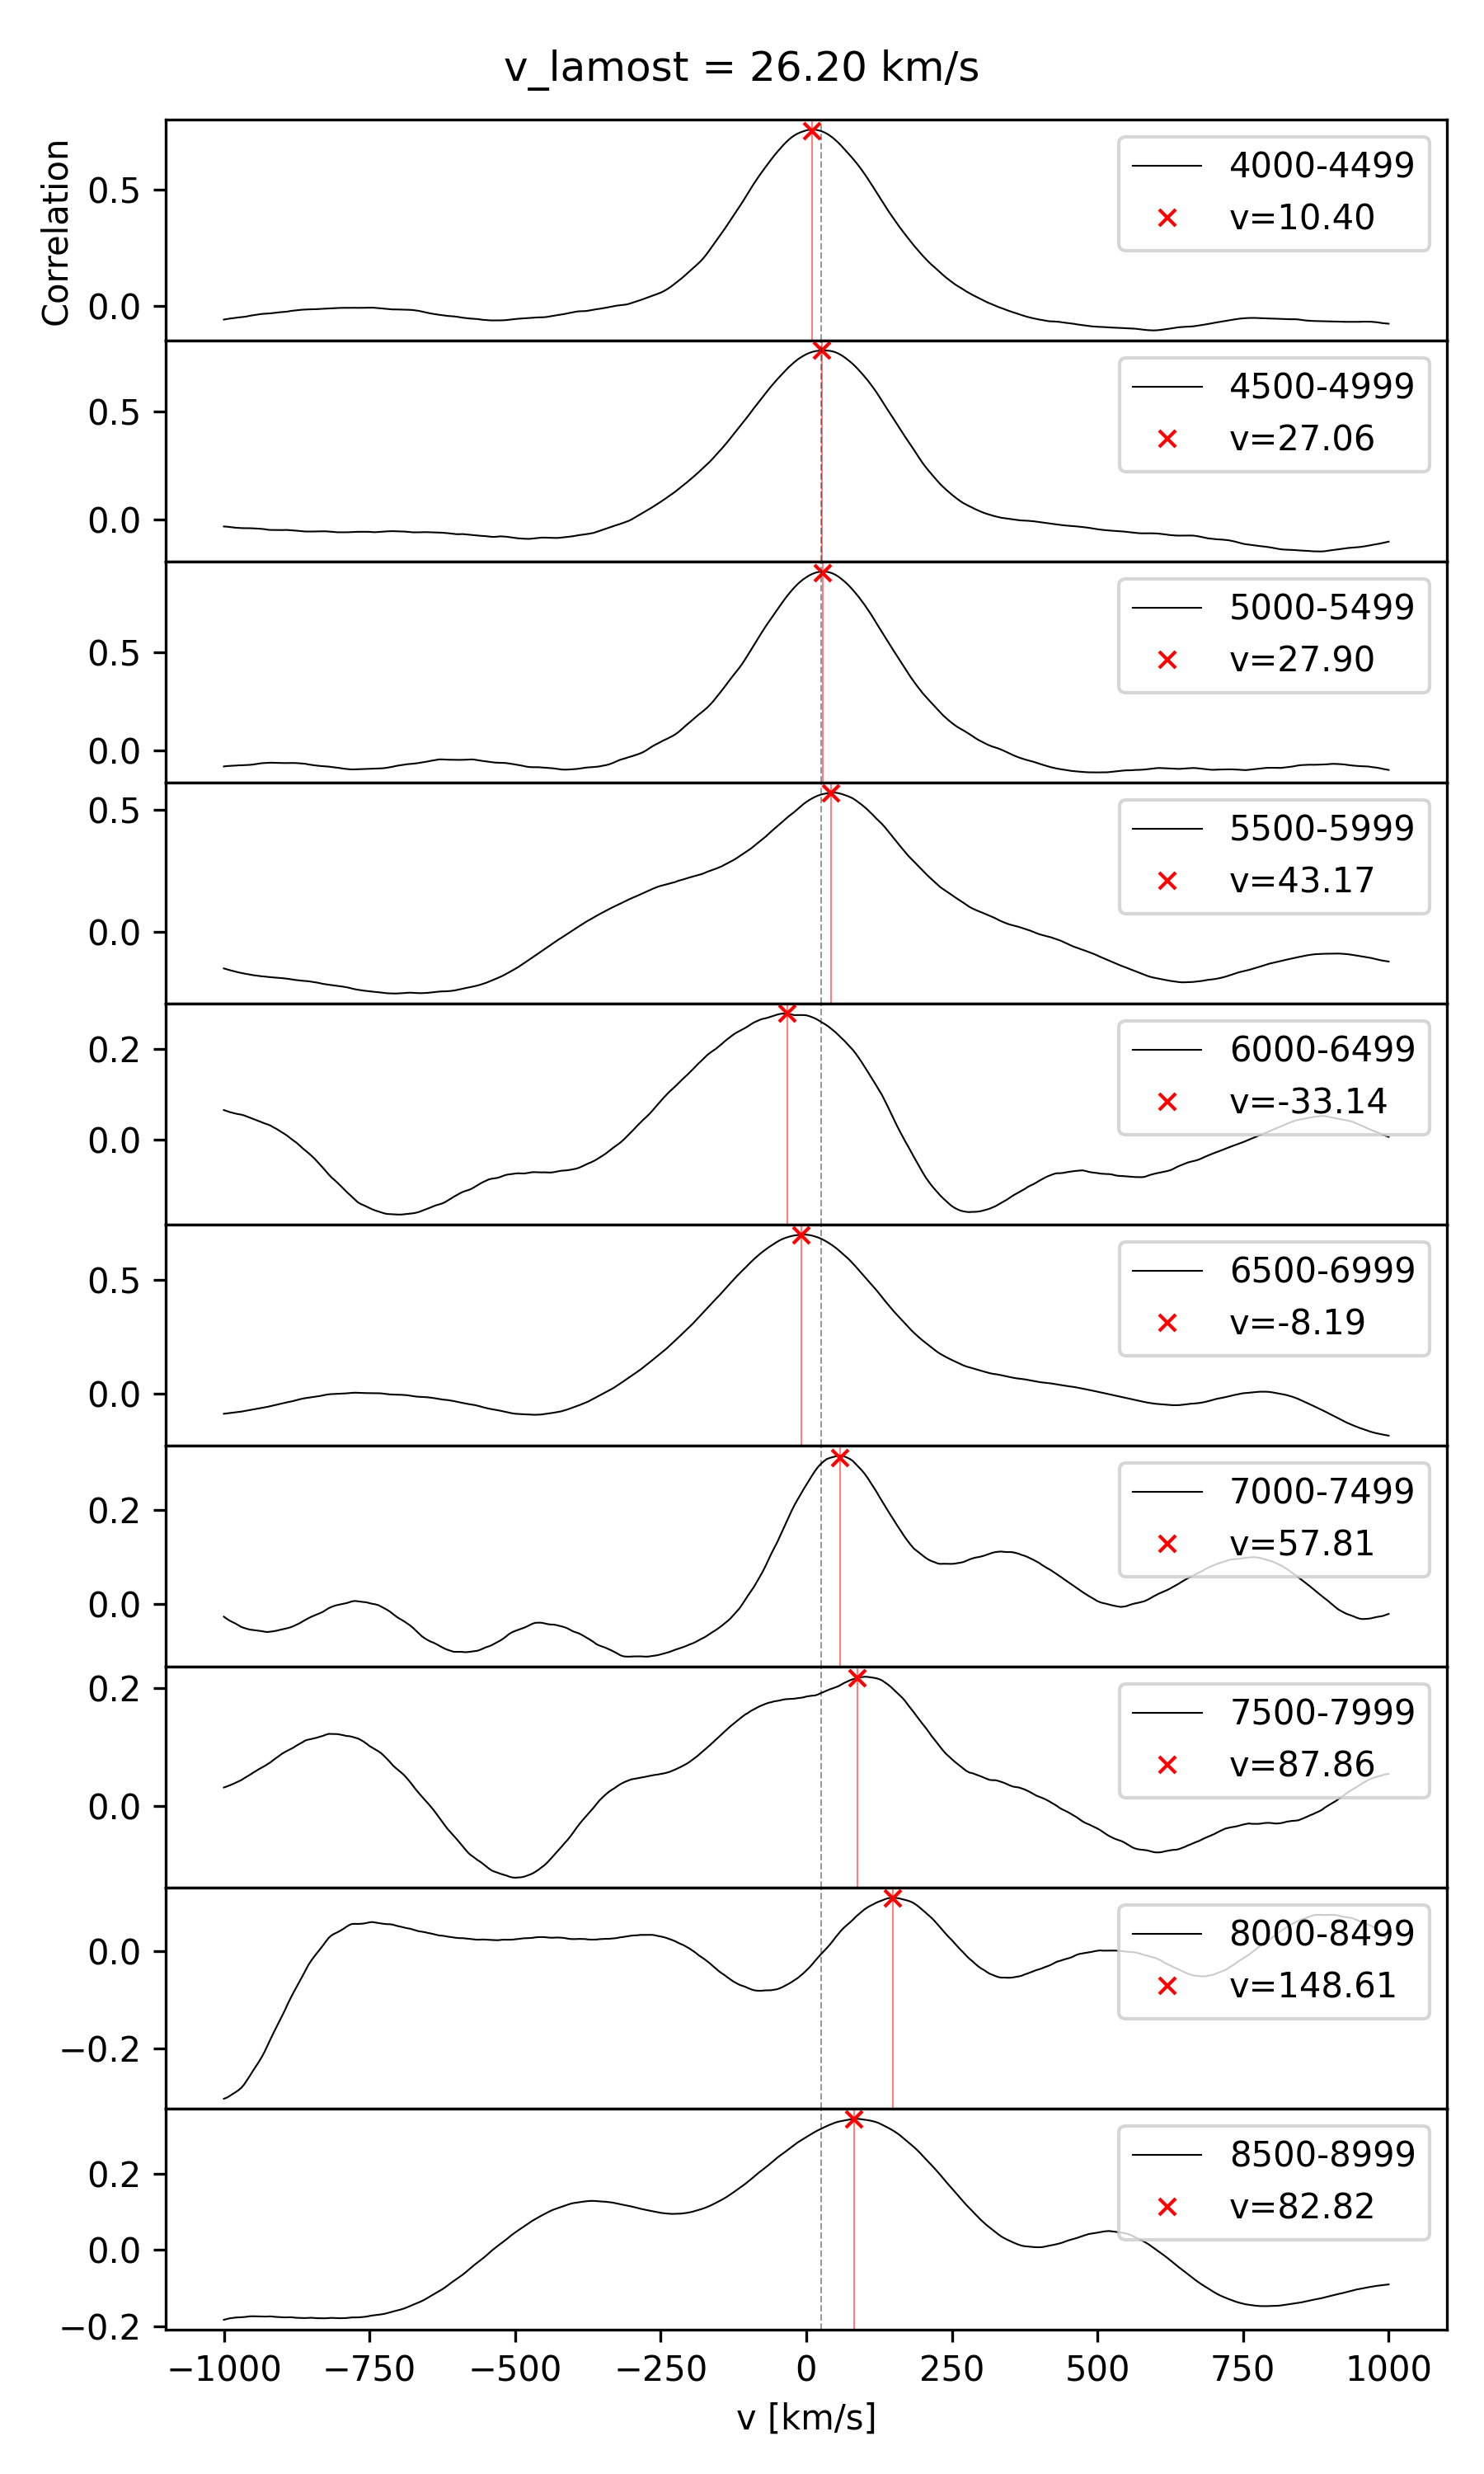 v_lamost = 26.20 km/s
Correlation
0.5
0.0
4000-4499
v=10.40
0.5
0.0
4500-4999
v=27.06
0.5
0.0
5000-5499
v=27.90
0.5
0.0
5500-5999
v=43.17
0.2
0.0
6000-6499
v=-33.14
0.5
0.0
6500-6999
v=-8.19
0.2
0.0
7000-7499
v=57.81
0.2
0.0
7500-7999
v=87.86
0.0
−0.2
8000-8499
v=148.61
0.2
0.0
−0.2
8500-8999
v=82.82
−1000 −750 −500 −250 0 250 500 750 1000
v [km/s]